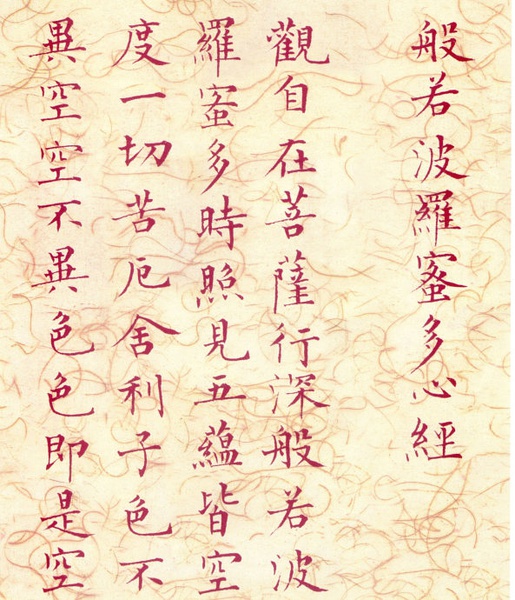 般若波羅蜜多心經
觀自在菩薩行深般若波
羅蜜多時照見五蘊皆空
度一切苦厄舍利子色不
異空空不異色色即是空